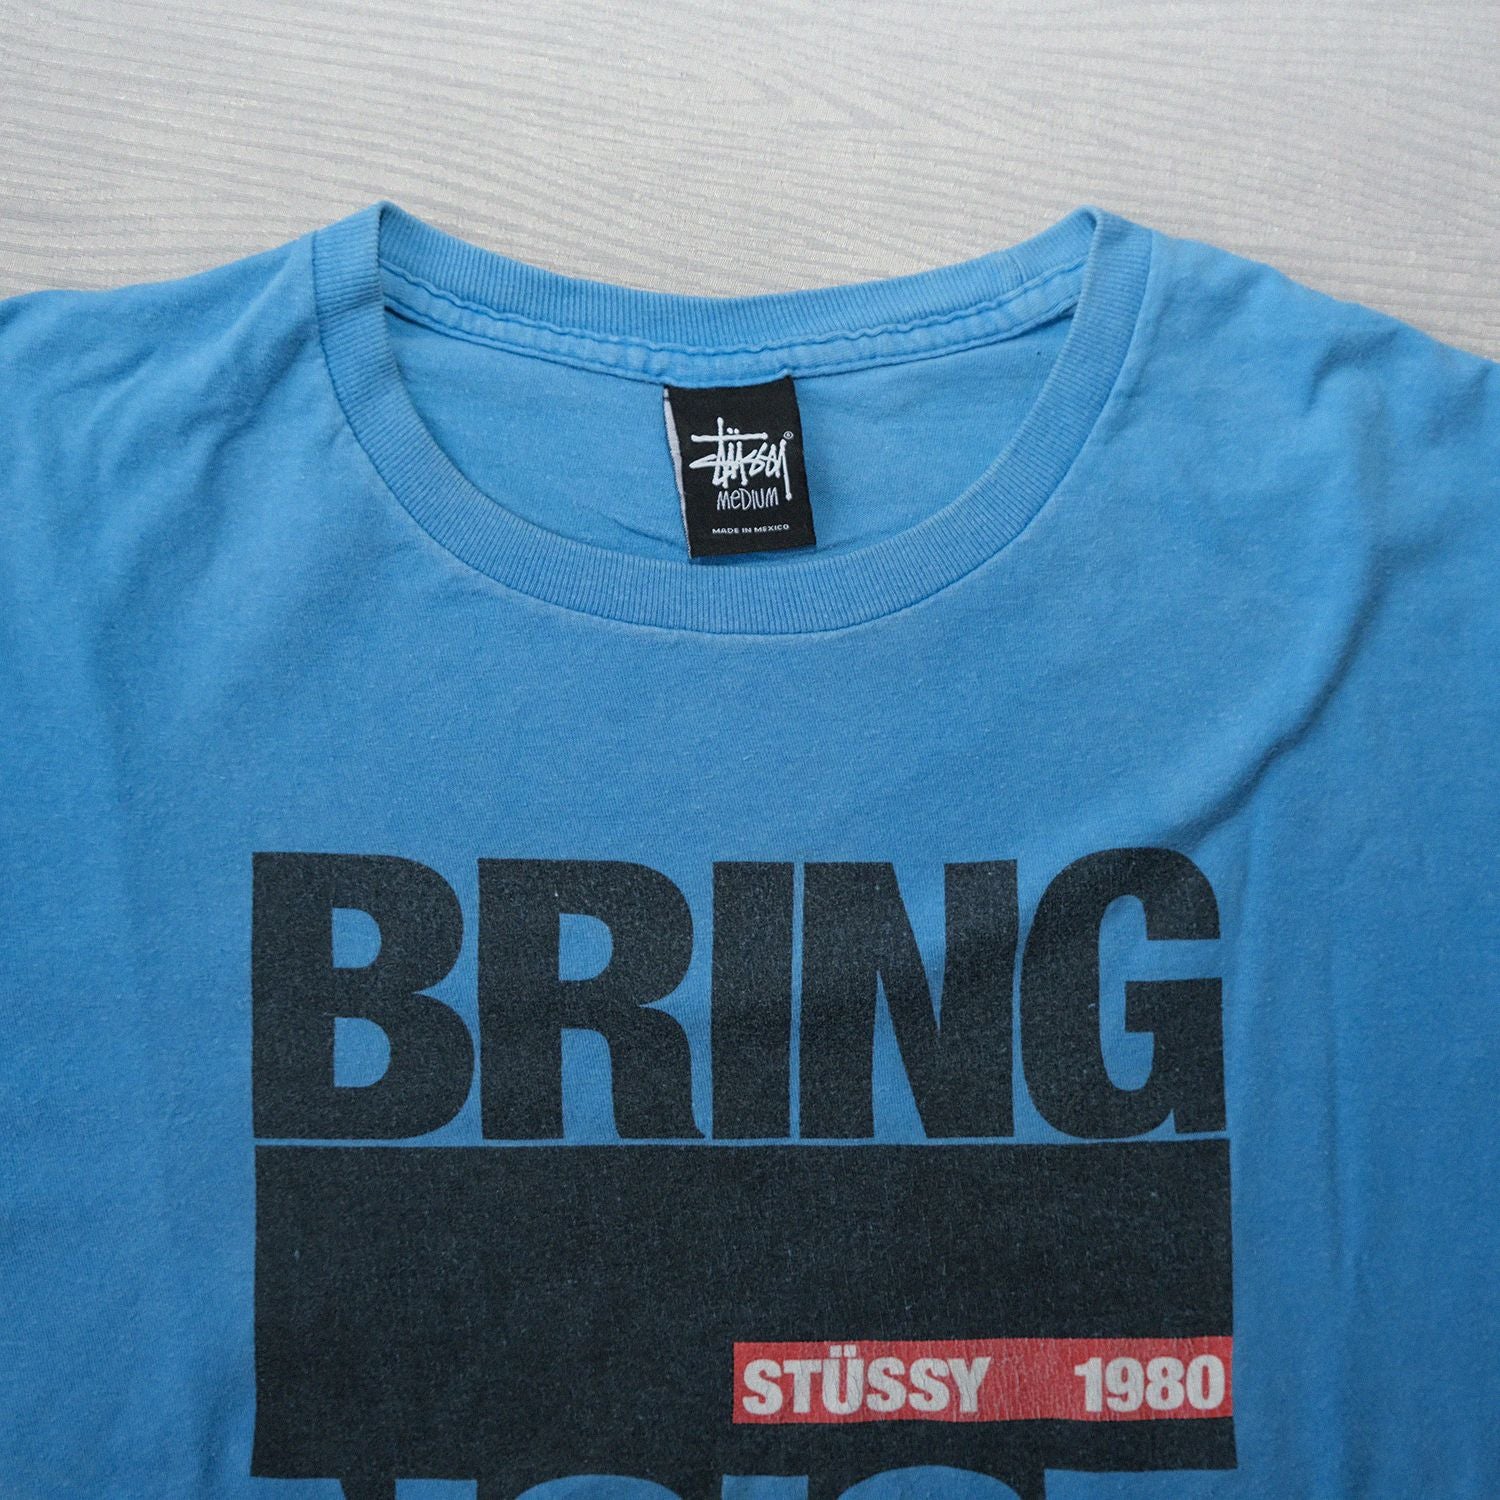 STÜSSY®
MEDIUM
MADE IN MEXICO
BRING
STÜSSY 1980